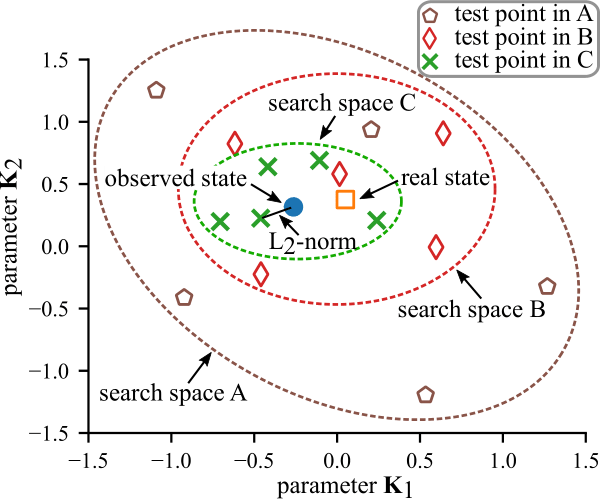 test point in A
test point in B
test point in C
1.5
1.0
0.5
0.0
−0.5
−1.0
−1.5
parameter K2
search space C
observed state
real state
L2-norm
search space B
search space A
−1.5 −1.0 −0.5 0.0 0.5 1.0 1.5
parameter K1